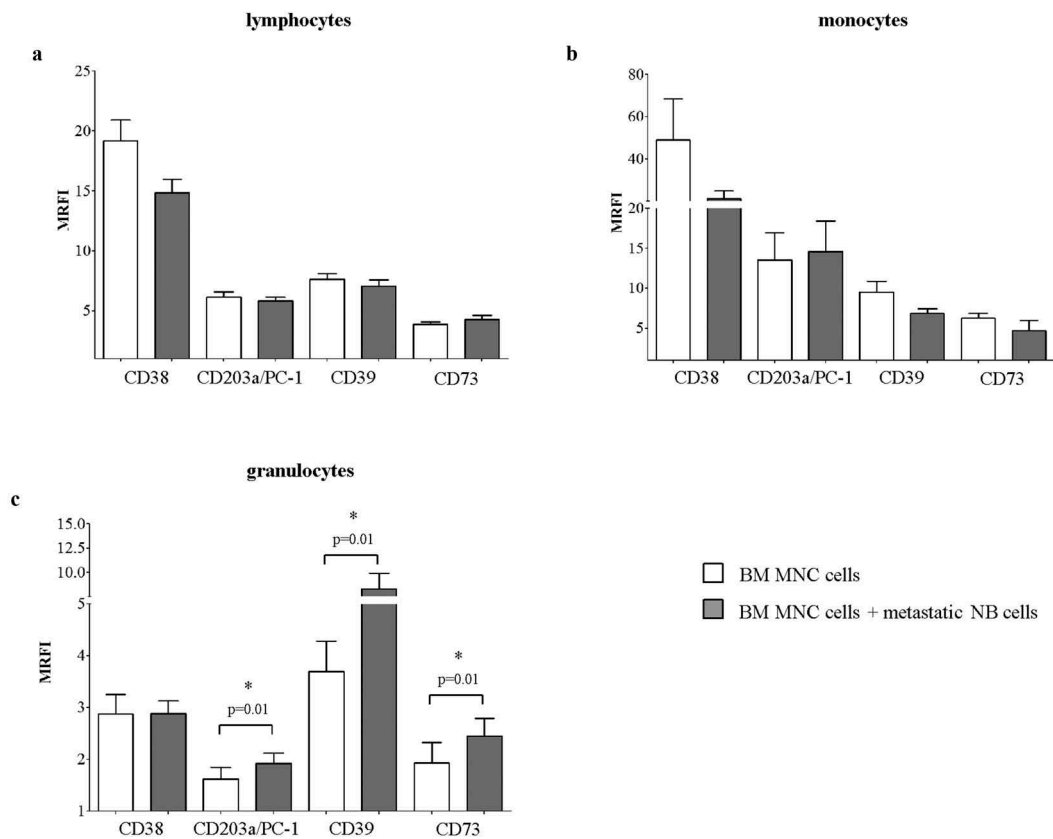 lymphocytes
a
25
20
15
10
5
MRFI
CD38 CD203a/PC-1 CD39 CD73
monocytes
b
80
60
40
20
15
10
5
MRFI
CD38 CD203a/PC-1 CD39 CD73
granulocytes
c
15.0
12.5
10.0
5
4
3
2
1
MRFI
*
p=0.01
*
p=0.01
*
p=0.01
CD38 CD203a/PC-1 CD39 CD73
BM MNC cells
BM MNC cells + metastatic NB cells